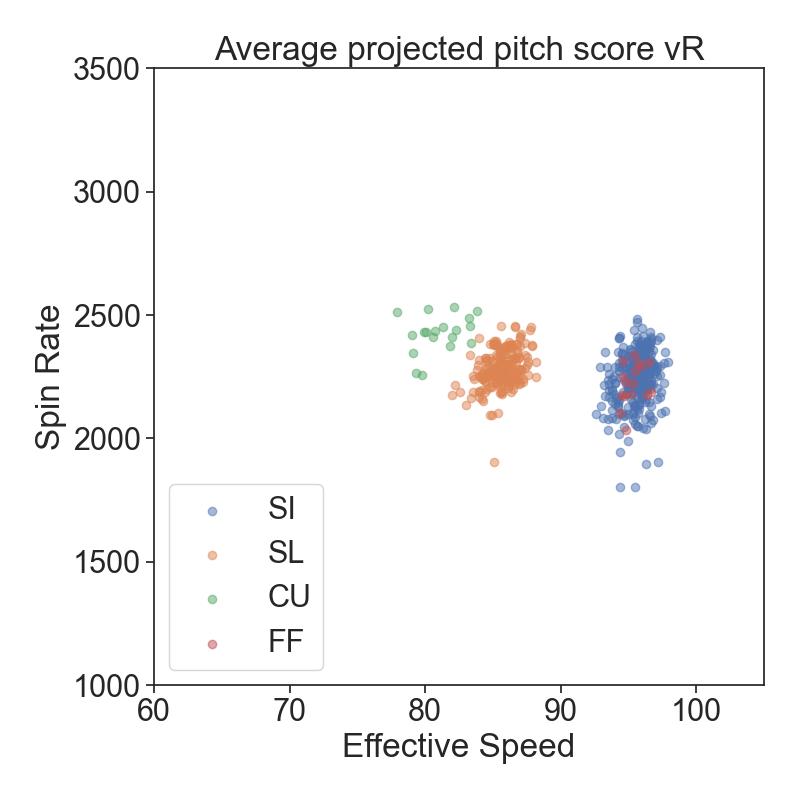 Average projected pitch score vR
3500
3000
2500
2000
1500
1000
Spin Rate
SI
SL
CU
FF
60 70 80 90 100
Effective Speed